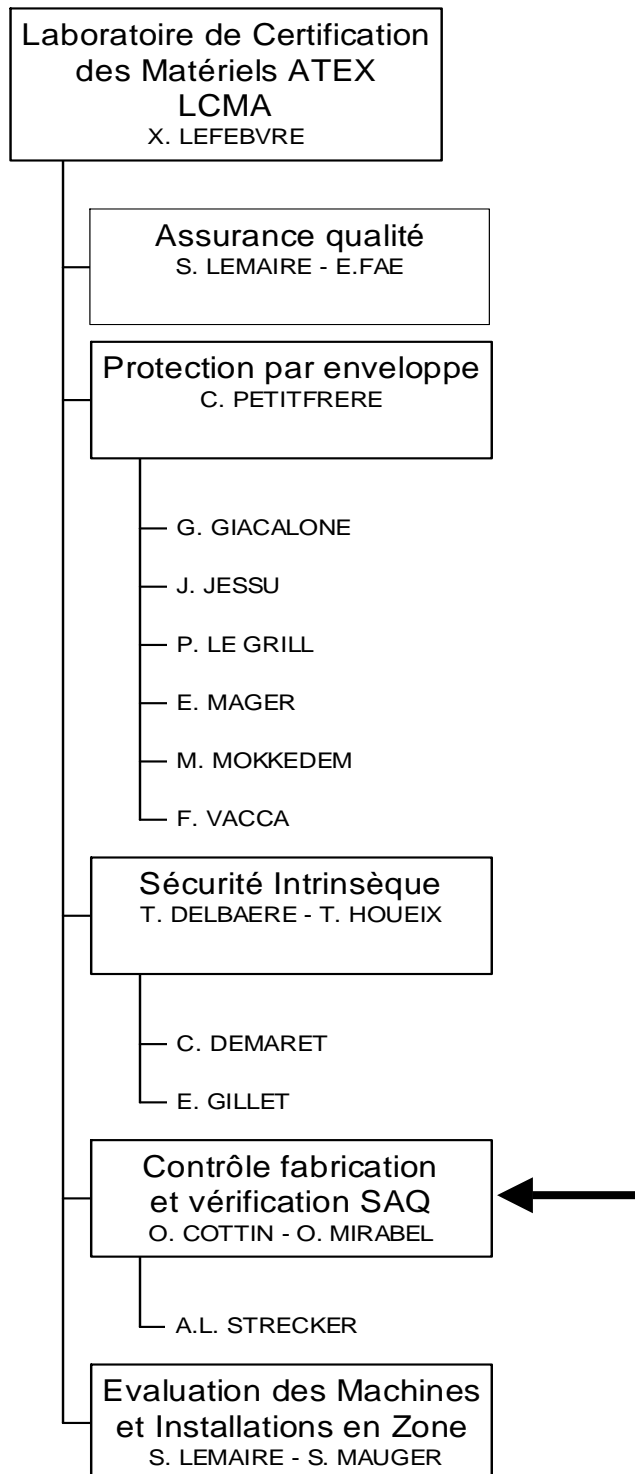 Laboratoire de Certification
des Matériels ATEX
LCMA
X. LEFEBVRE
Assurance qualité
S. LEMAIRE - E.FAE
Protection par enveloppe
C. PETITFRERE
G. GIACALONE
J. JESSU
P. LE GRILL
E. MAGER
M. MOKKEDEM
F. VACCA
Sécurité Intrinsèque
T. DELBAERE - T. HOUEIX
C. DEMARET
E. GILLET
Contrôle fabrication
et vérification SAQ
O. COTTIN - O. MIRABEL
A.L. STRECKER
Evaluation des Machines
et Installations en Zone
S. LEMAIRE - S. MAUGER